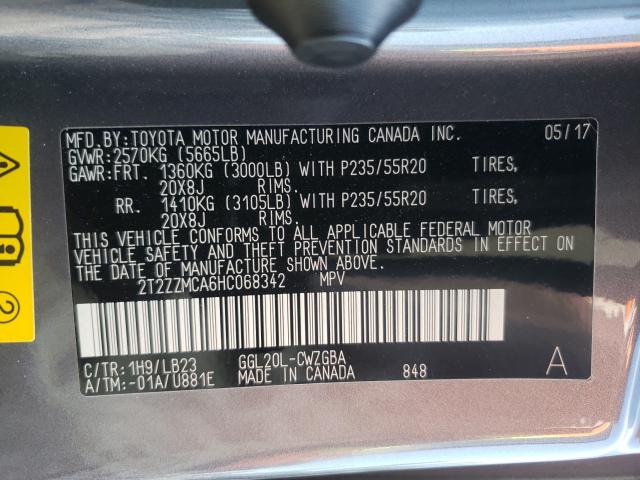 MFD.BY:TOYOTA MOTOR MANUFACTURING CANADA INC. 05/17
GVWR:2570KG (5665LB)
GAWR:FRT. 1360KG (3000LB) WITH P235/55R20 TIRES,
20X8J RIMS.
RR. 1410KG (3105LB) WITH P235/55R20 TIRES,
20X8J RIMS.
THIS VEHICLE CONFORMS TO ALL APPLICABLE FEDERAL MOTOR
VEHICLE SAFETY AND THEFT PREVENTION STANDARDS IN EFFECT ON
THE DATE OF MANUFACTURE SHOWN ABOVE.
2T2ZZMCA6HC068342 MPV
C/TR:1H9/LB23 GGL20L-CWZGBA A
A/TM:-01A/U881E MADE IN CANADA 848
2